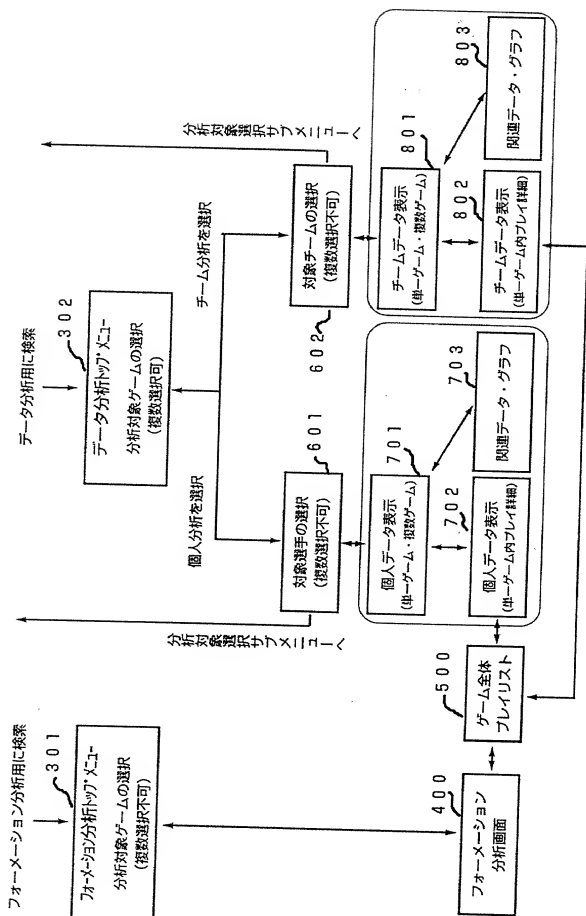 フォーメーション分析用に検索
301
フォーメーション分析トップメニュー
分析対象ゲームの選択
(複数選択不可)
データ分析用に検索
302
データ分析トップメニュー
分析対象ゲームの選択
(複数選択可)
個人分析を選択
チーム分析を選択
分析対象選択サブメニューへ
601
対象選手の選択
(複数選択不可)
602
対象チームの選択
(複数選択不可)
分析対象選択サブメニューへ
701
個人データ表示
(単一ゲーム・複数ゲーム)
801
チームデータ表示
(単一ゲーム・複数ゲーム)
400
フォーメーション
分析画面
500
ゲーム全体
プレイリスト
702
個人データ表示
(単一ゲーム内プレイ詳細)
703
関連データ・グラフ
802
チームデータ表示
(単一ゲーム内プレイ詳細)
803
関連データ・グラフ